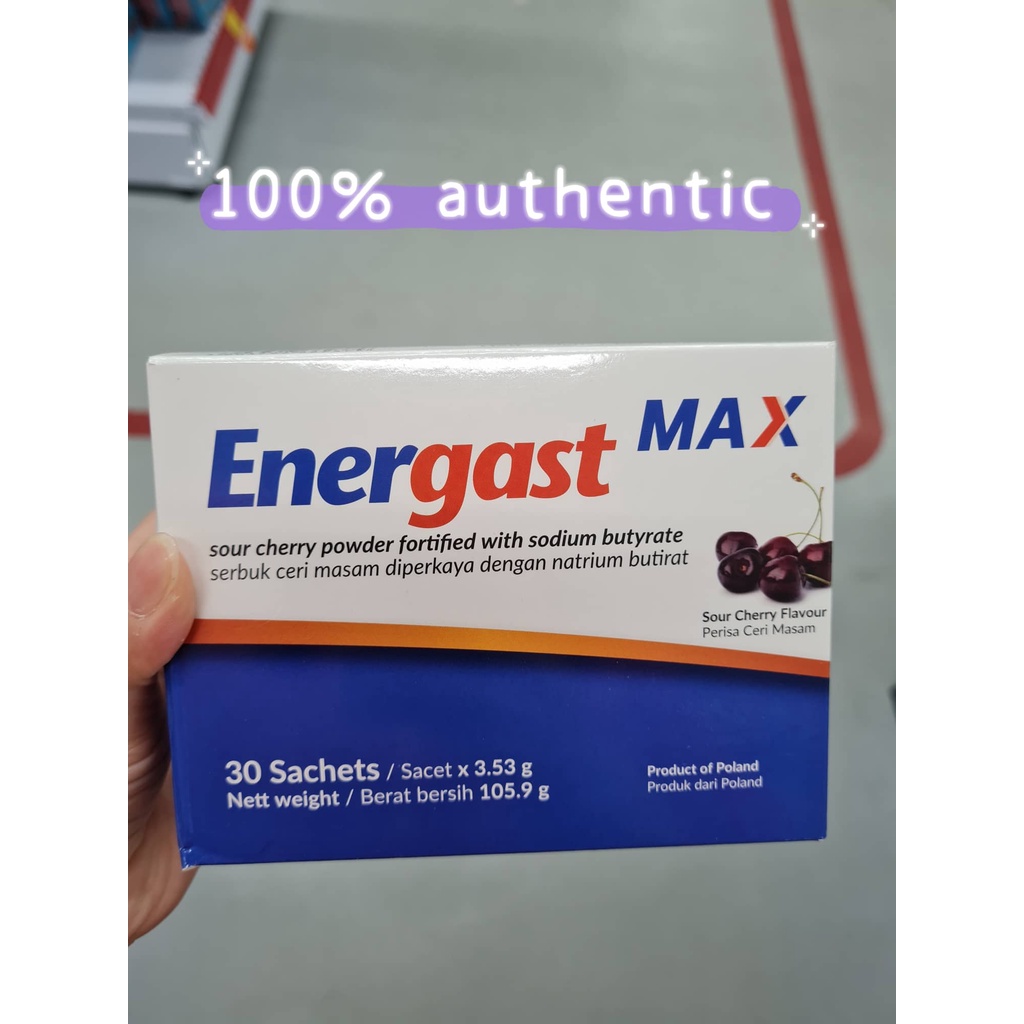 100% authentic
Energast MAX
sour cherry powder fortified with sodium butyrate
serbuk ceri masam diperkaya dengan natrium butirat
Sour Cherry Flavour
Perisa Ceri Masam
30 Sachets / Sacet x 3.53 g
Nett weight / Berat bersih 105.9 g
Product of Poland
Produk dari Poland